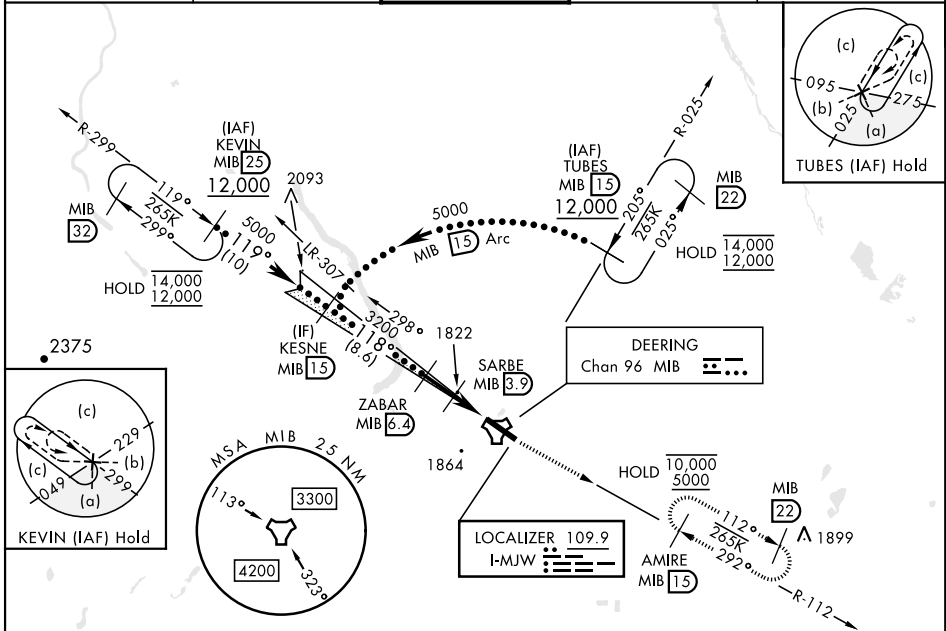 R-299
(IAF)
KEVIN
MIB 25
12,000
2093
119°
265K
299°
MIB
32
5000
119°
(10)
LR-307
HOLD 14,000
12,000
(IAF)
TUBES
MIB 15
12,000
5000
MIB 15 Arc
R-025
205°
265K
025°
MIB
22
HOLD 14,000
12,000
(c)
095
(b)
025
(a)
275
(c)
TUBES (IAF) Hold
298°
3200
118°
(8.6)
(IF)
KESNE
MIB 15
1822
SARBE
MIB 3.9
ZABAR
MIB 6.4
DEERING
Chan 96 MIB
2375
(c)
229
(b)
299
(a)
049
(c)
KEVIN (IAF) Hold
MSA MIB 25 NM
113°
3300
4200
323°
1864
LOCALIZER 109.9
I-MJW
HOLD 10,000
5000
MIB
22
1899
112°
265K
292°
AMIRE
MIB 15
R-112